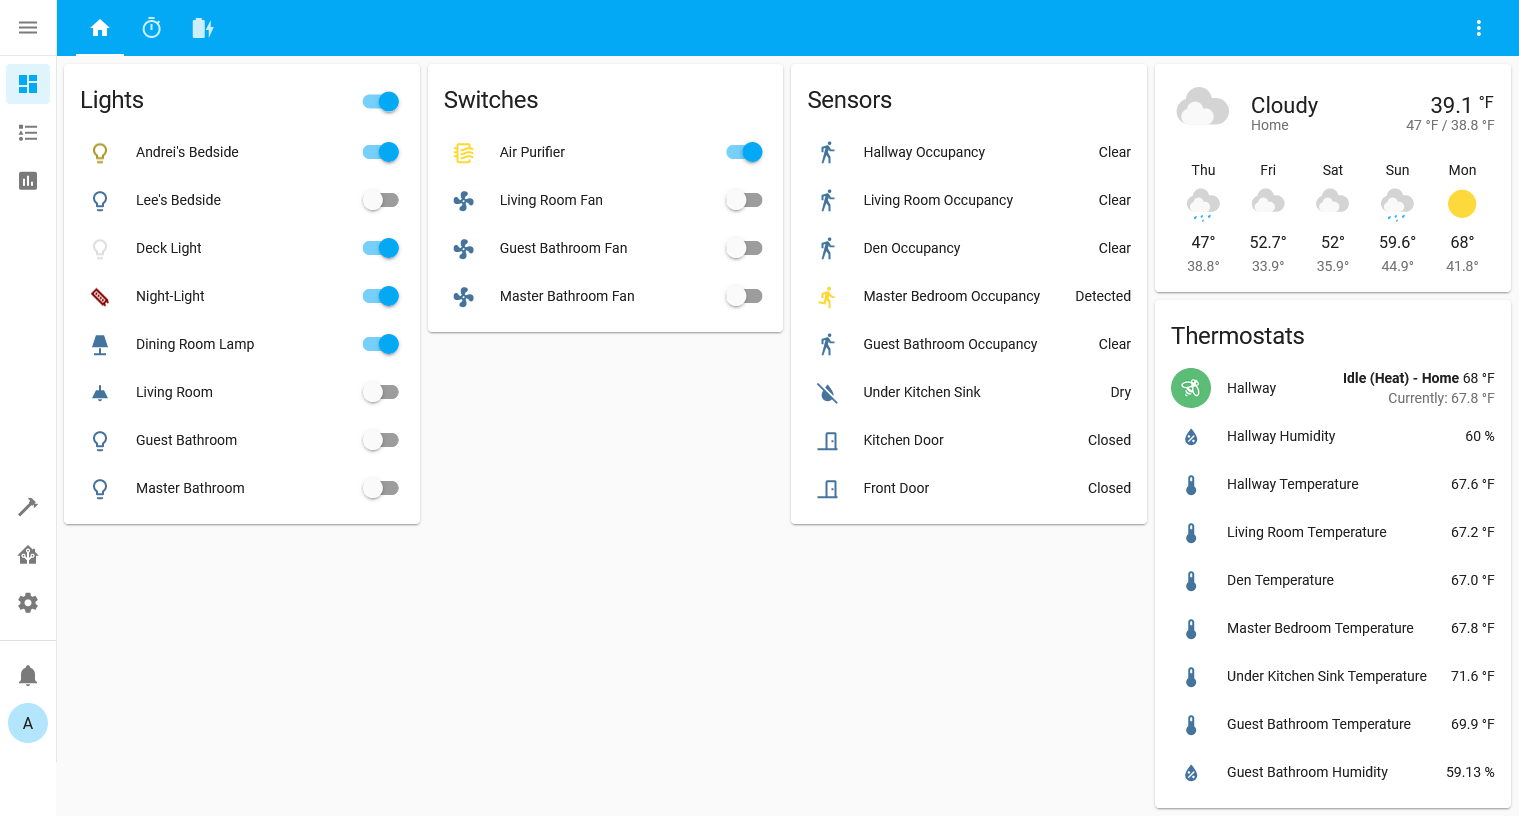 Lights
Andrei's Bedside
Lee's Bedside
Deck Light
Night-Light
Dining Room Lamp
Living Room
Guest Bathroom
Master Bathroom
Switches
Air Purifier
Living Room Fan
Guest Bathroom Fan
Master Bathroom Fan
Sensors
Hallway Occupancy Clear
Living Room Occupancy Clear
Den Occupancy Clear
Master Bedroom Occupancy Detected
Guest Bathroom Occupancy Clear
Under Kitchen Sink Dry
Kitchen Door Closed
Front Door Closed
Cloudy 39.1 °F
Home 47 °F / 38.8 °F
Thu Fri Sat Sun Mon
47° 52.7° 52° 59.6° 68°
38.8° 33.9° 35.9° 44.9° 41.8°
Thermostats
Hallway Idle (Heat) - Home 68 °F
Currently: 67.8 °F
Hallway Humidity 60 %
Hallway Temperature 67.6 °F
Living Room Temperature 67.2 °F
Den Temperature 67.0 °F
Master Bedroom Temperature 67.8 °F
Under Kitchen Sink Temperature 71.6 °F
Guest Bathroom Temperature 69.9 °F
Guest Bathroom Humidity 59.13 %
A